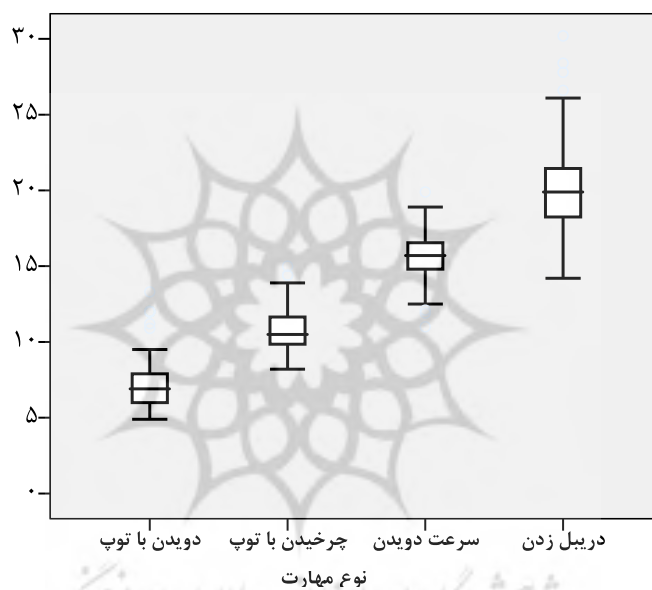 ۳۰
۲۵
۲۰
۱۵
۱۰
۵
۰
دویدن با توپ
چرخیدن با توپ
سرعت دویدن
دریبل زدن
نوع مهارت